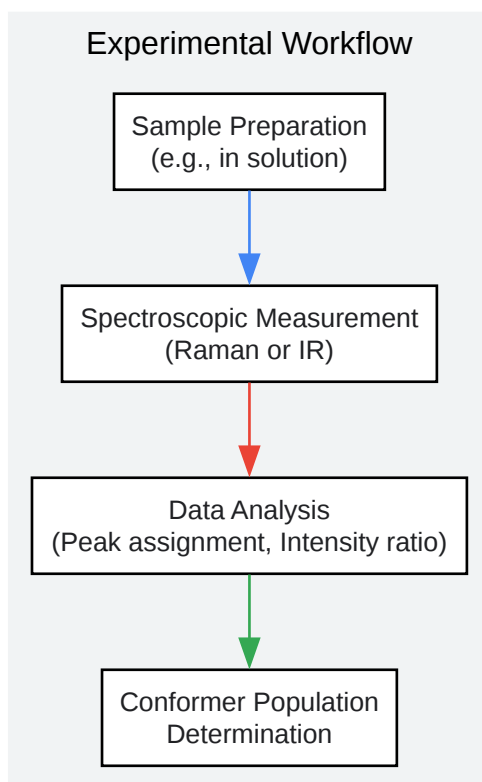 Experimental Workflow
Sample Preparation
(e.g., in solution)
Spectroscopic Measurement
(Raman or IR)
Data Analysis
(Peak assignment, Intensity ratio)
Conformer Population
Determination